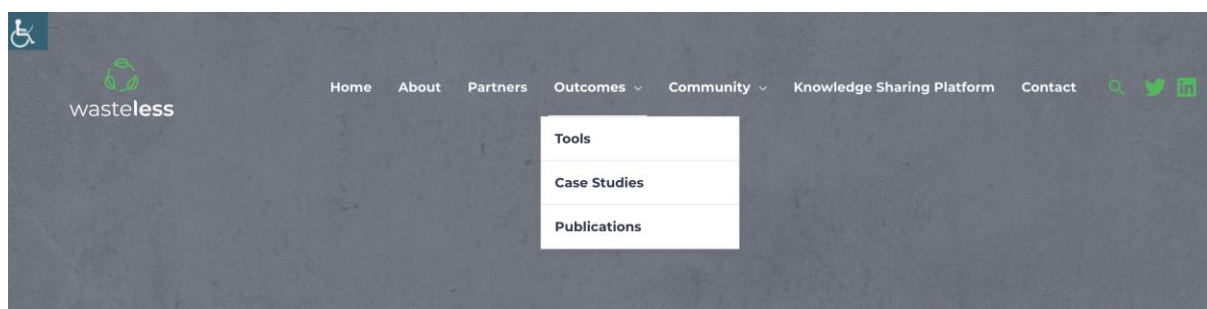 wasteless
Home About Partners Outcomes Community Knowledge Sharing Platform Contact
Tools
Case Studies
Publications